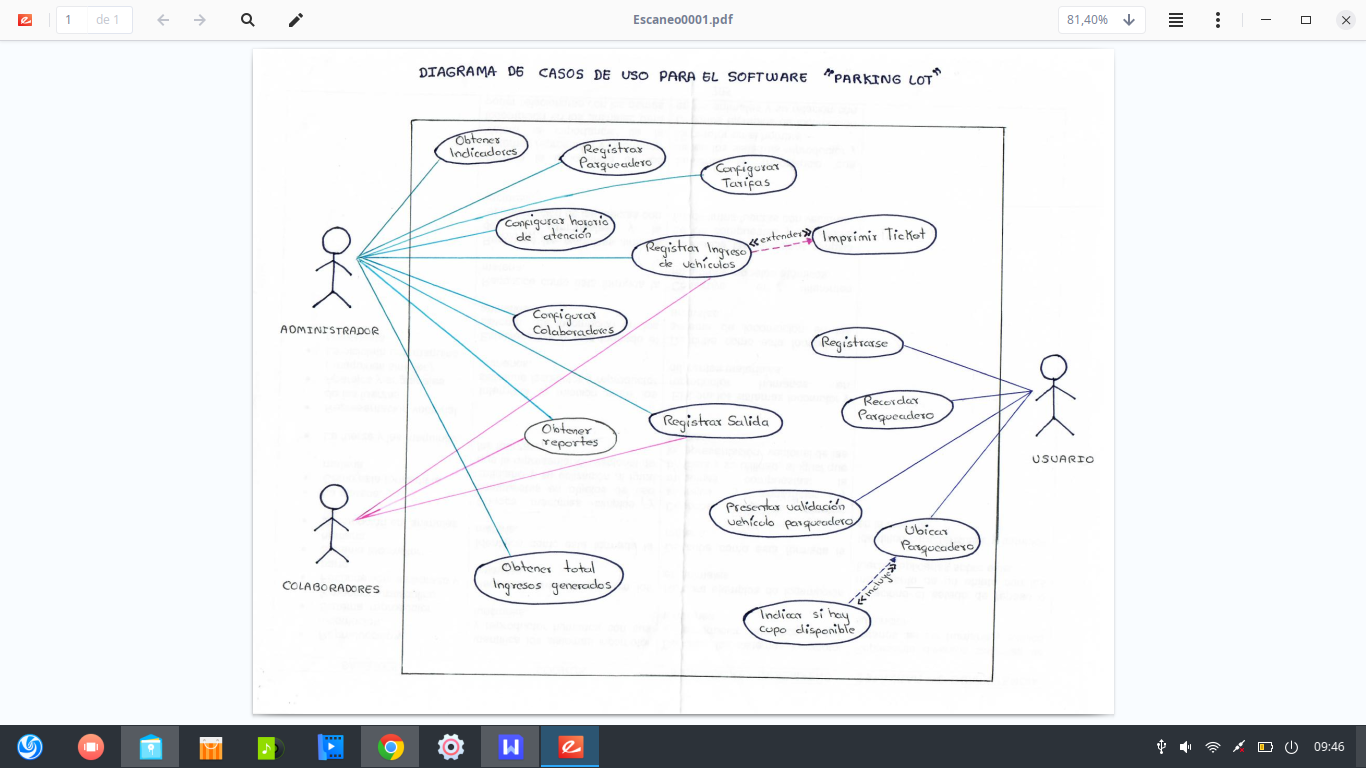 1
de 1
Escaneo0001.pdf
81,40%
DIAGRAMA DE CASOS DE USO PARA EL SOFTWARE "PARKING LOT"
Obtener
Indicadores
Registrar
Parqueadero
Configurar
Tarifas
Configurar horario
de atención
Registrar Ingreso
de vehículos
<<extender>>
Imprimir Ticket
ADMINISTRADOR
Configurar
Colaboradores
Registrarse
Recordar
Parqueadero
Obtener
reportes
Registrar Salida
USUARIO
Presentar validación
vehículo parqueadero
Ubicar
Parqueadero
COLABORADORES
Obtener total
Ingresos generados
<<incluye>>
Indicar si hay
cupo disponible
09:46